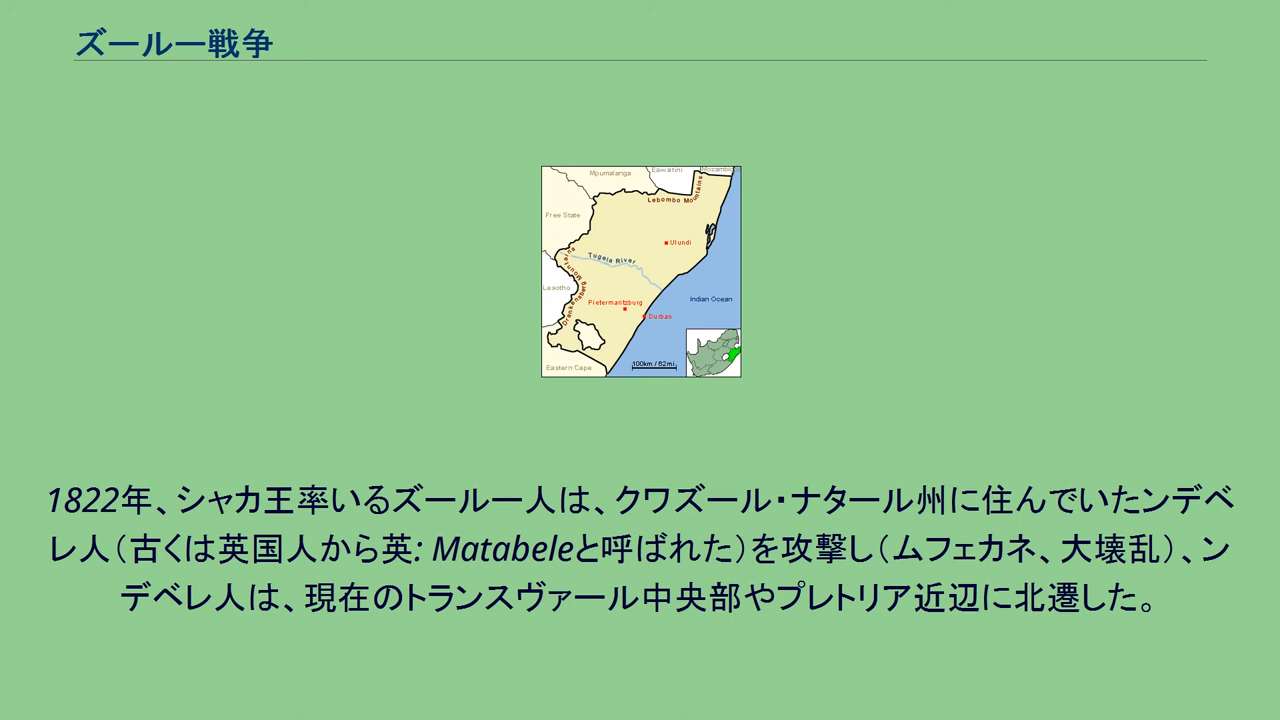 ズールー戦争
Mpumalanga
Eswatini
Mozambique
Lebombo Mountains
Free State
Ulundi
Tugela River
Drakensberg Mountains
Lesotho
Indian Ocean
Pietermaritzburg
Durban
Eastern Cape
100km / 62mi
1822年、シャカ王率いるズールー人は、クワズール・ナタール州に住んでいたンデベ
レ人（古くは英国人から英: Matabeleと呼ばれた）を攻撃し（ムフェカネ、大壊乱）、ン
デベレ人は、現在のトランスヴァール中央部やプレトリア近辺に北遷した。